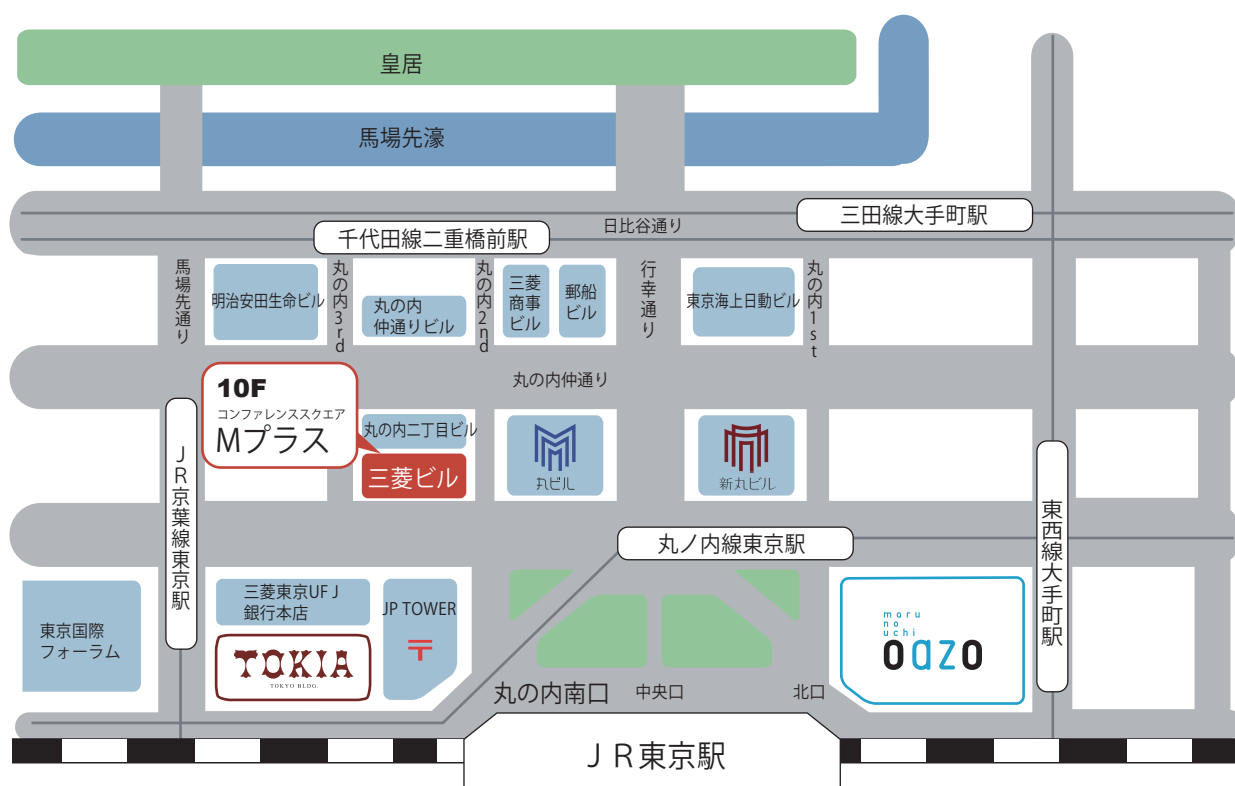 皇居
馬場先濠
三田線大手町駅
日比谷通り
千代田線二重橋前駅
馬場先通り
明治安田生命ビル
丸の内3rd
丸の内
仲通りビル
丸の内2nd
三菱
商事
ビル
郵船
ビル
行幸通り
東京海上日動ビル
丸の内1st
丸の内仲通り
10F
コンファレンススクエア
Mプラス
丸の内二丁目ビル
三菱ビル
丸ビル
新丸ビル
JR京葉線東京駅
丸ノ内線東京駅
東西線大手町駅
東京国際
フォーラム
三菱東京UFJ
銀行本店
TOKIA
TOKYO BLDG.
JP TOWER
〒
maru
no
uchi
oazo
丸の内南口
中央口
北口
JR東京駅